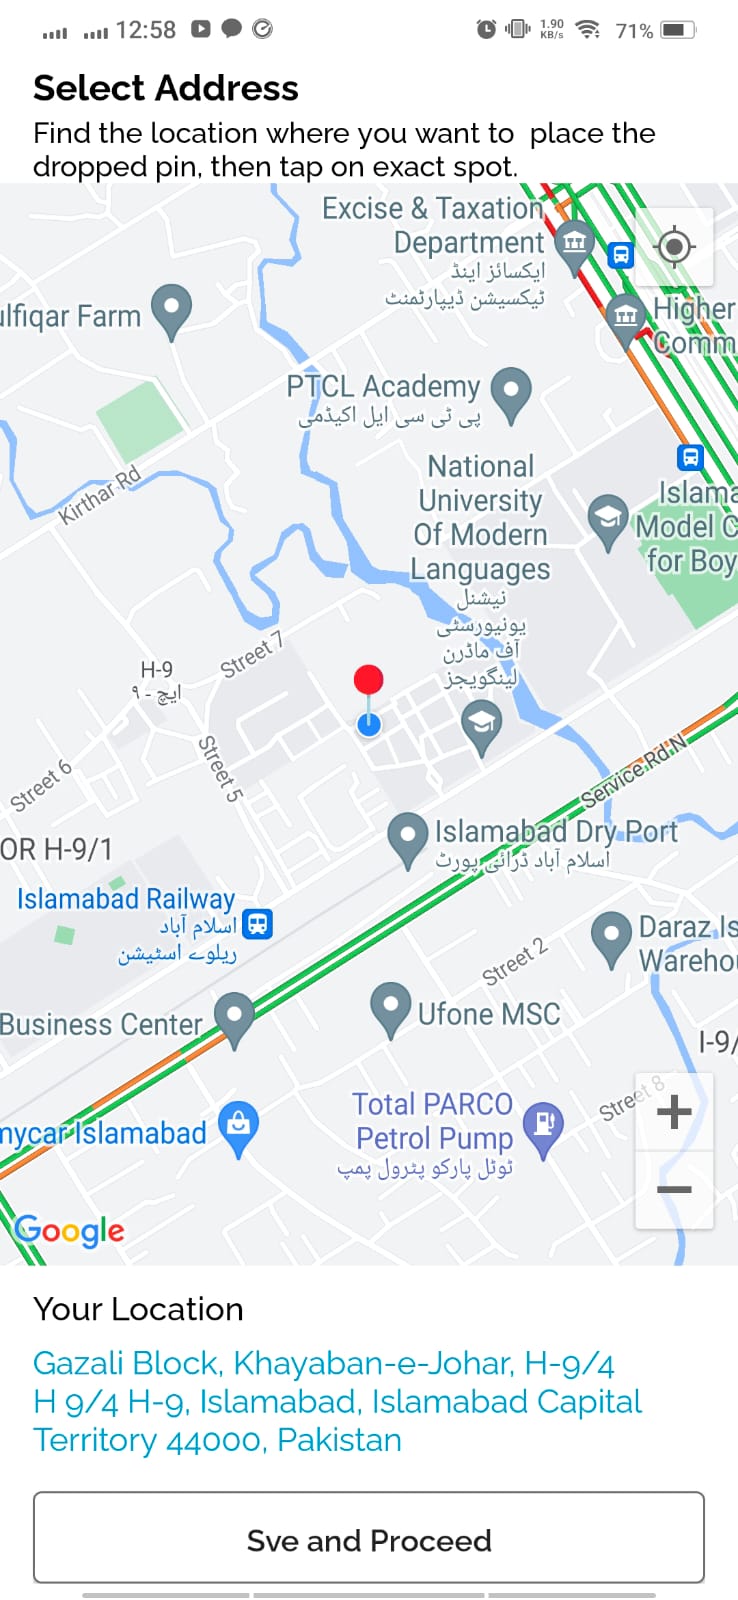 12:58
1.90
KB/s
71%
Select Address
Find the location where you want to place the
dropped pin, then tap on exact spot.
Excise & Taxation
Department
ایکسائز اینڈ
ٹیکسیشن ڈیپارٹمنٹ
Higher
Comm
ulfiqar Farm
PTCL Academy
پی ٹی سی ایل اکیڈمی
National
University
Of Modern
Languages
نیشنل
یونیورسٹی
آف ماڈرن
لینگویجز
Islama
Model C
for Boy
Kirthar Rd
H-9
ایچ - ۹
Street 7
Street 6
Street 5
Service Rd N
OR H-9/1
Islamabad Dry Port
اسلام آباد ڈرائی پورٹ
Islamabad Railway
اسلام آباد
ریلوے اسٹیشن
Daraz Is
Wareho
Street 2
Business Center
Ufone MSC
I-9/
Street 8
Total PARCO
Petrol Pump
ٹوٹل پارکو پٹرول پمپ
mycar Islamabad
Google
Your Location
Gazali Block, Khayaban-e-Johar, H-9/4
H 9/4 H-9, Islamabad, Islamabad Capital
Territory 44000, Pakistan
Sve and Proceed